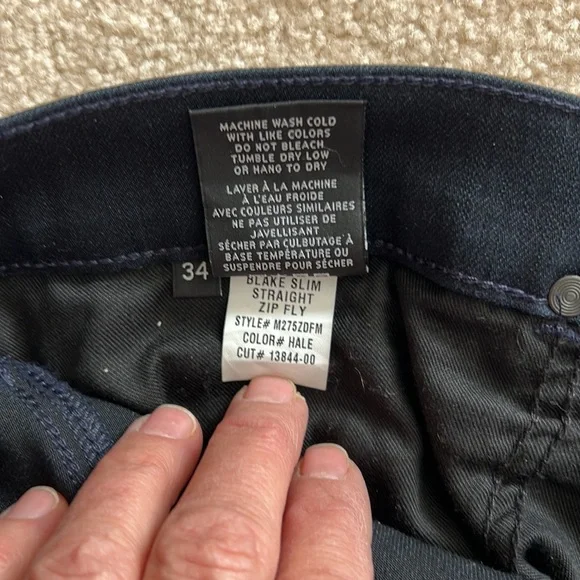 MACHINE WASH COLD
WITH LIKE COLORS
DO NOT BLEACH
TUMBLE DRY LOW
OR HANG TO DRY
LAVER À LA MACHINE
À L'EAU FROIDE
AVEC COULEURS SIMILAIRES
NE PAS UTILISER DE
JAVELLISANT
SÉCHER PAR CULBUTAGE À
BASE TEMPÉRATURE OU
SUSPENDRE POUR SÉCHER
34
BLAKE SLIM
STRAIGHT
ZIP FLY
STYLE# M275ZDFM
COLOR# HALE
CUT# 13844-00